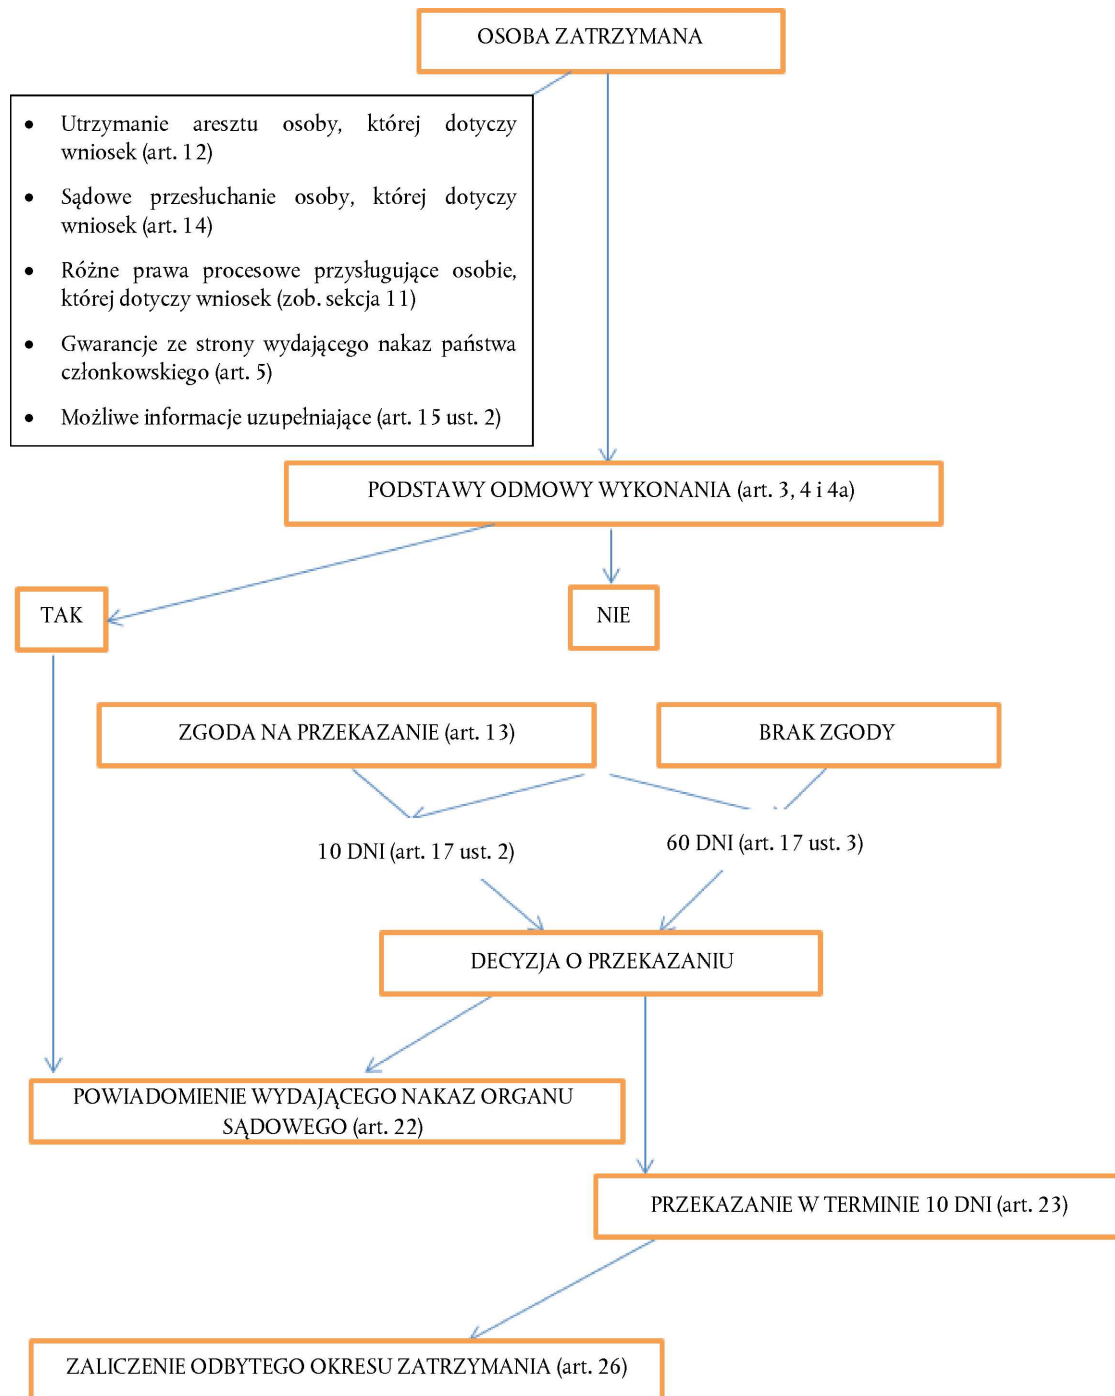 OSOBA ZATRZYMANA
• Utrzymanie aresztu osoby, której dotyczy
wniosek (art. 12)
• Sądowe przesłuchanie osoby, której dotyczy
wniosek (art. 14)
• Różne prawa procesowe przysługujące osobie,
której dotyczy wniosek (zob. sekcja 11)
• Gwarancje ze strony wydającego nakaz państwa
członkowskiego (art. 5)
• Możliwe informacje uzupełniające (art. 15 ust. 2)
PODSTAWY ODMOWY WYKONANIA (art. 3, 4 i 4a)
TAK
NIE
ZGODA NA PRZEKAZANIE (art. 13)
BRAK ZGODY
10 DNI (art. 17 ust. 2)
60 DNI (art. 17 ust. 3)
DECYZJA O PRZEKAZANIU
POWIADOMIENIE WYDAJĄCEGO NAKAZ ORGANU
SĄDOWEGO (art. 22)
PRZEKAZANIE W TERMINIE 10 DNI (art. 23)
ZALICZENIE ODBYTEGO OKRESU ZATRZYMANIA (art. 26)